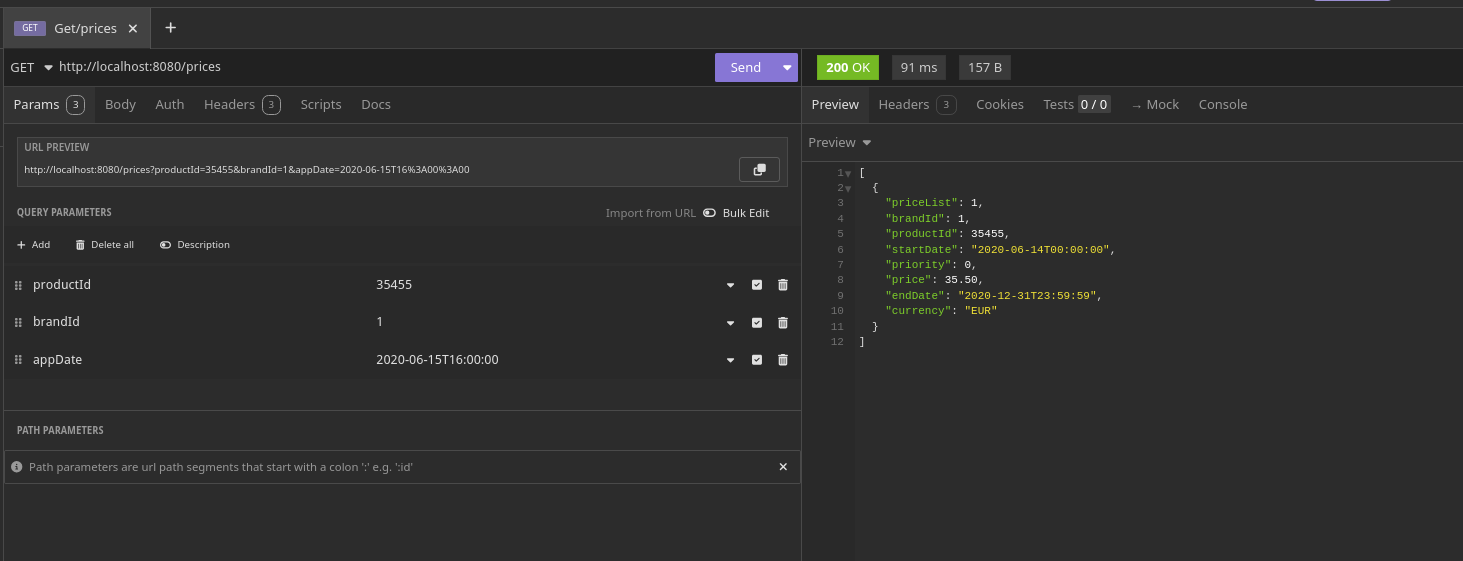 GET Get/prices
GET http://localhost:8080/prices Send
Params 3 Body Auth Headers 3 Scripts Docs
URL PREVIEW
http://localhost:8080/prices?productId=35455&brandId=1&appDate=2020-06-15T16%3A00%3A00
QUERY PARAMETERS Import from URL Bulk Edit
+ Add Delete all Description
productId 35455
brandId 1
appDate 2020-06-15T16:00:00
PATH PARAMETERS
Path parameters are url path segments that start with a colon ':' e.g. ':id'
200 OK 91 ms 157 B
Preview Headers 3 Cookies Tests 0 / 0 → Mock Console
Preview
1 [
2 {
3 "priceList": 1,
4 "brandId": 1,
5 "productId": 35455,
6 "startDate": "2020-06-14T00:00:00",
7 "priority": 0,
8 "price": 35.50,
9 "endDate": "2020-12-31T23:59:59",
10 "currency": "EUR"
11 }
12 ]